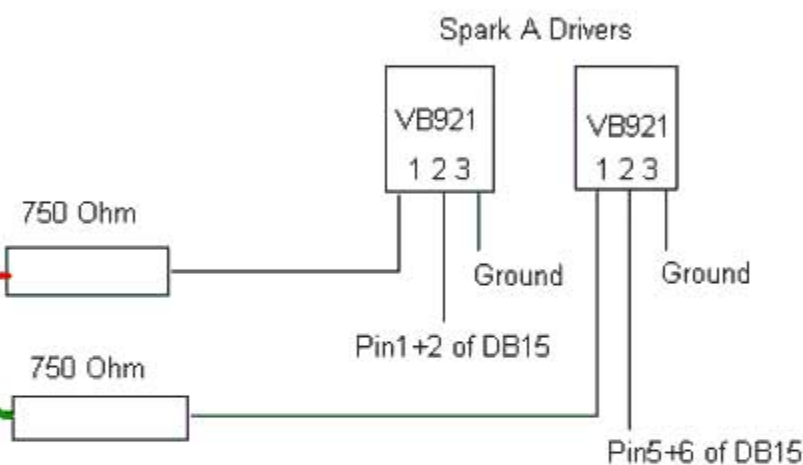 Spark A Drivers
VB921
1 2 3
VB921
1 2 3
750 Ohm
Ground
Ground
Pin1+2 of DB15
750 Ohm
Pin5+6 of DB15